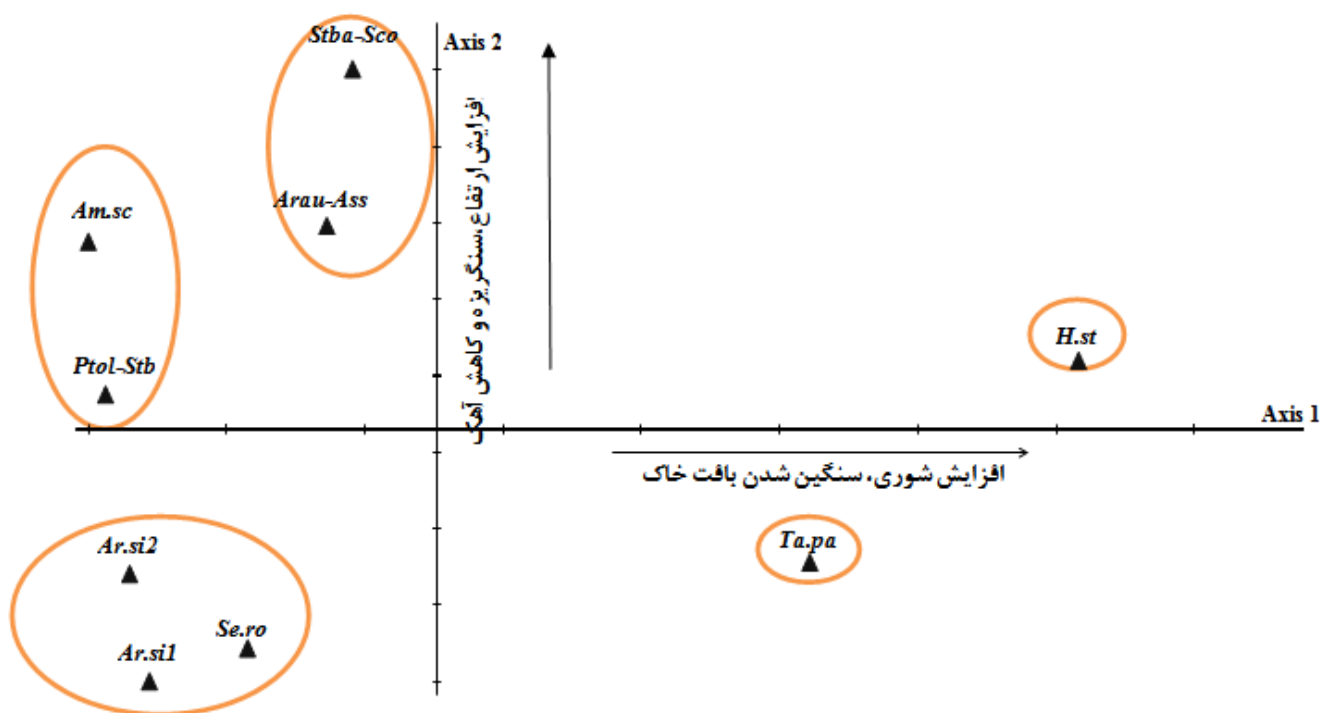 Stba-Sco
Axis 2
Am.sc
Arau-Ass
افزایش ارتفاع،سنگریزه و کاهش آهک
H.st
Ptol-Stb
Axis 1
افزایش شوری، سنگین شدن بافت خاک
Ar.si2
Ta.pa
Se.ro
Ar.si1